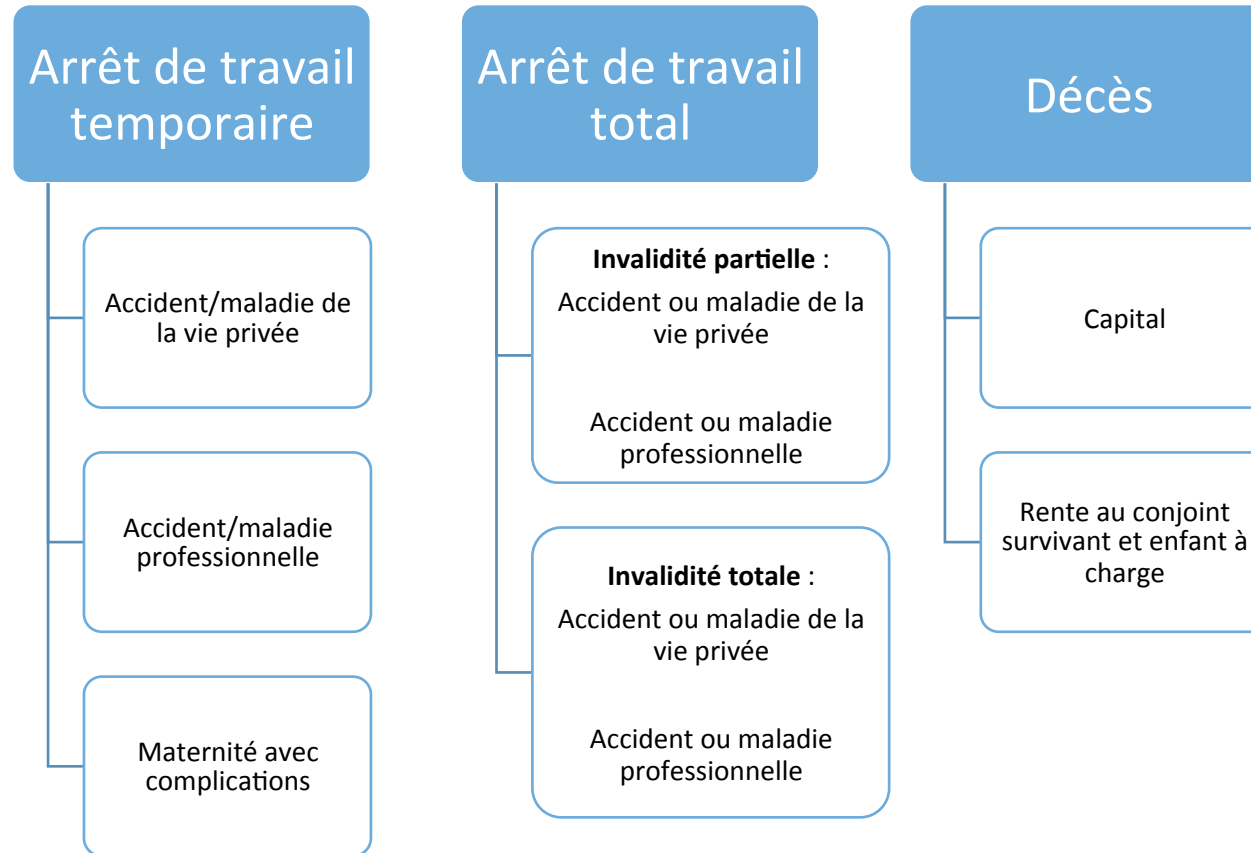 Arrêt de travail
temporaire
Accident/maladie de
la vie privée
Accident/maladie
professionnelle
Maternité avec
complications
Arrêt de travail
total
Invalidité partielle :
Accident ou maladie de la
vie privée
Accident ou maladie
professionnelle
Invalidité totale :
Accident ou maladie de la
vie privée
Accident ou maladie
professionnelle
Décès
Capital
Rente au conjoint
survivant et enfant à
charge